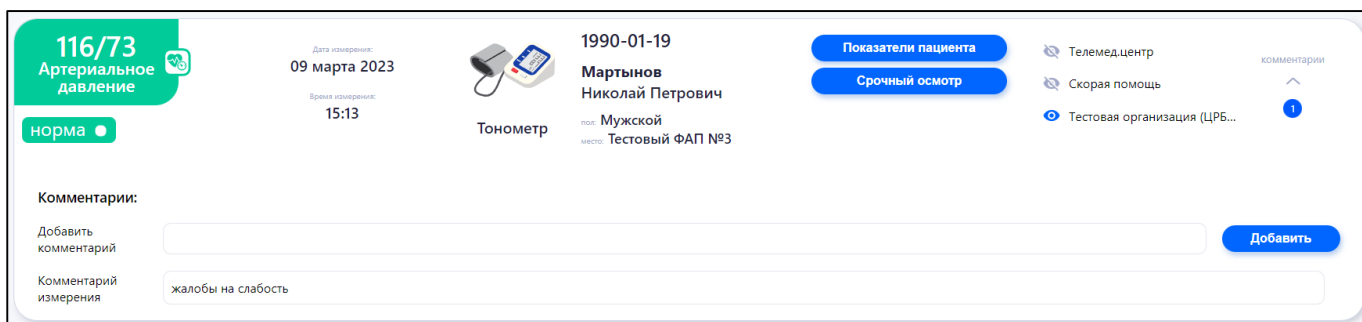 116/73
Артериальное
давление
норма
Дата измерения:
09 марта 2023
Время измерения:
15:13
Тонометр
1990-01-19
Мартынов
Николай Петрович
пол: Мужской
место: Тестовый ФАП №3
Показатели пациента
Срочный осмотр
Телемед.центр
Скорая помощь
Тестовая организация (ЦРБ...
комментарии
1
Комментарии:
Добавить
комментарий
Добавить
Комментарий
измерения
жалобы на слабость